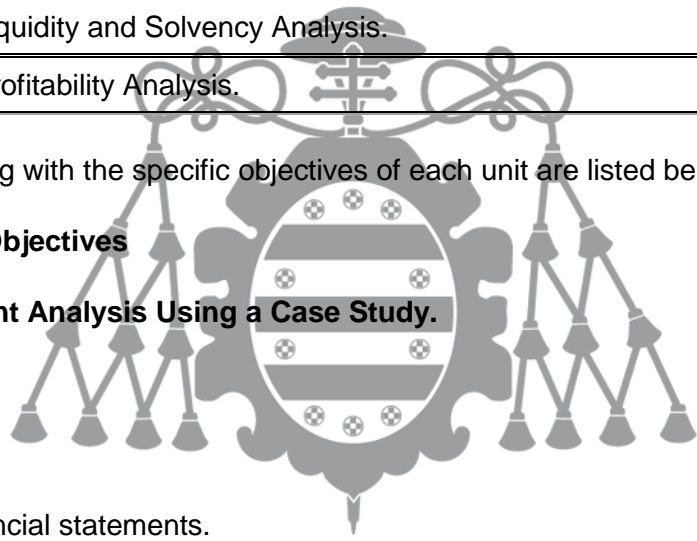 quidity and Solvency Analysis.
ofitability Analysis.
g with the specific objectives of each unit are listed be
Objectives
nt Analysis Using a Case Study.
ncial statements.